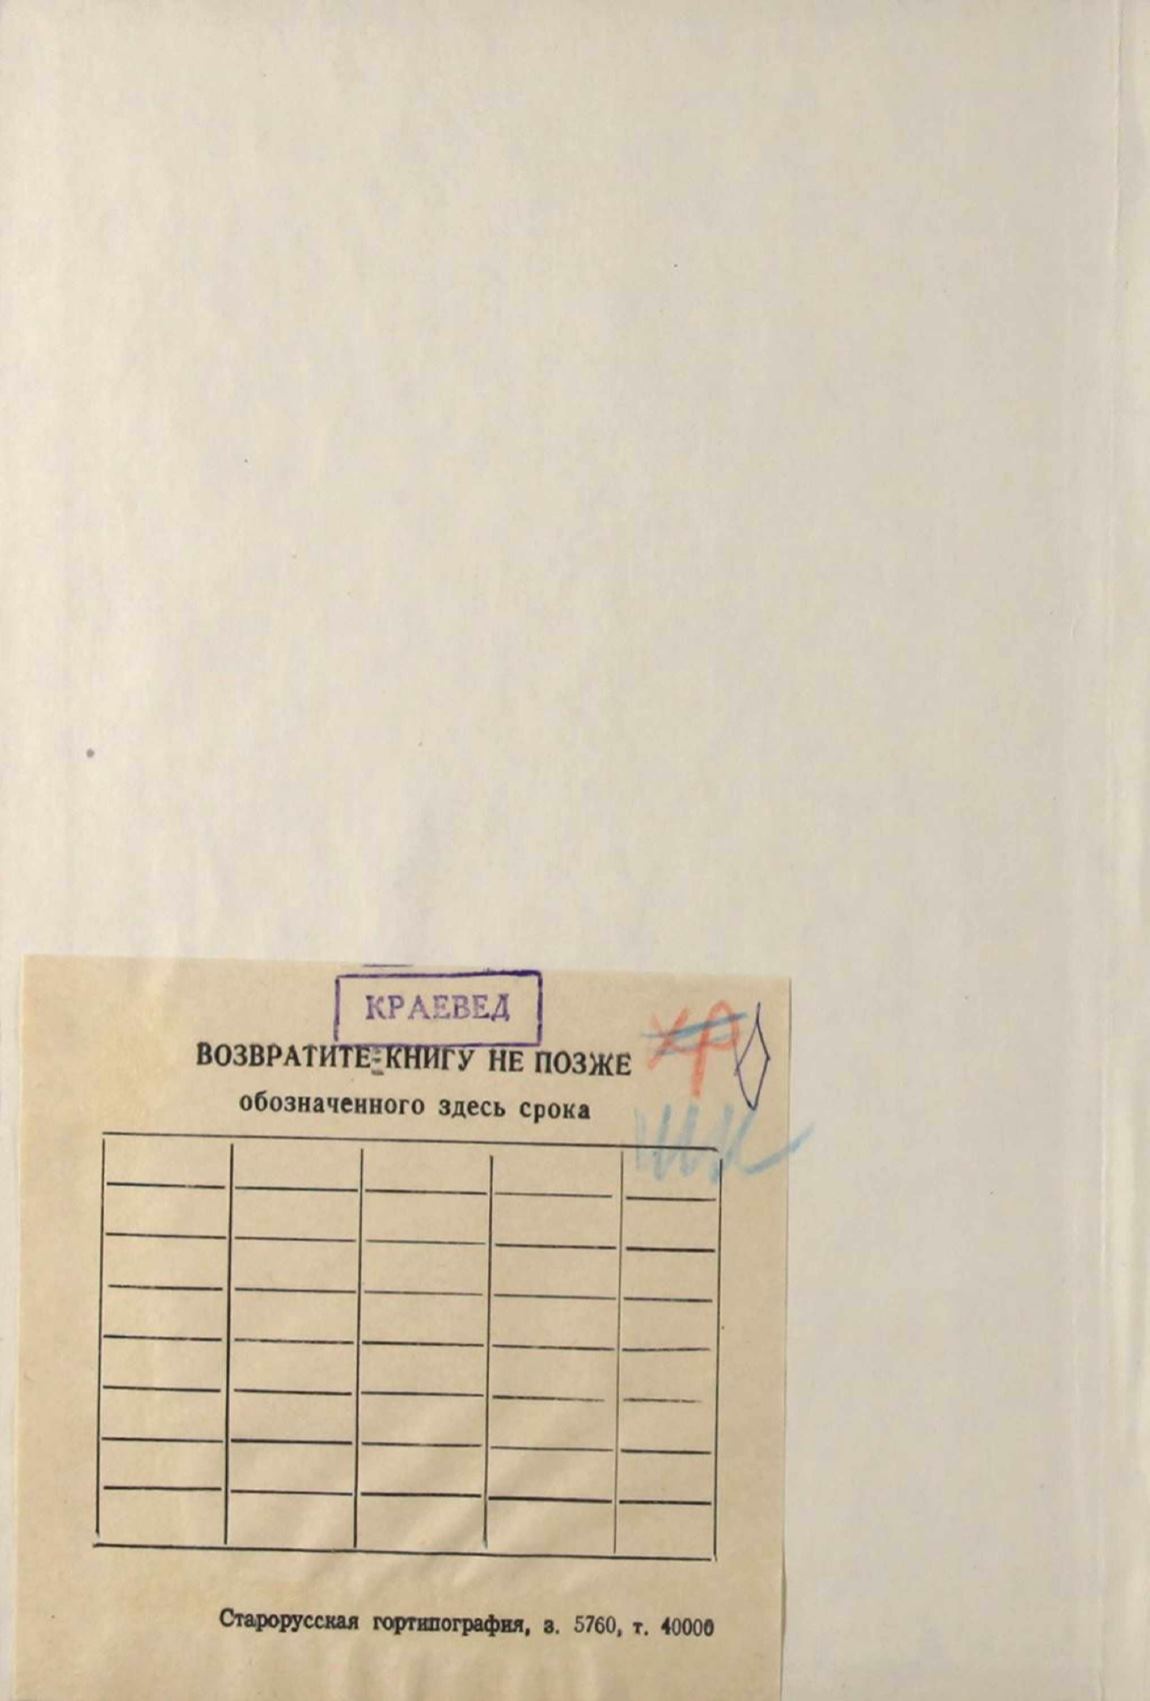 КРАЕВЕД
ВОЗВРАТИТЕ КНИГУ НЕ ПОЗЖЕ
обозначенного здесь срока
Старорусская гортипография, з. 5760, т. 40000